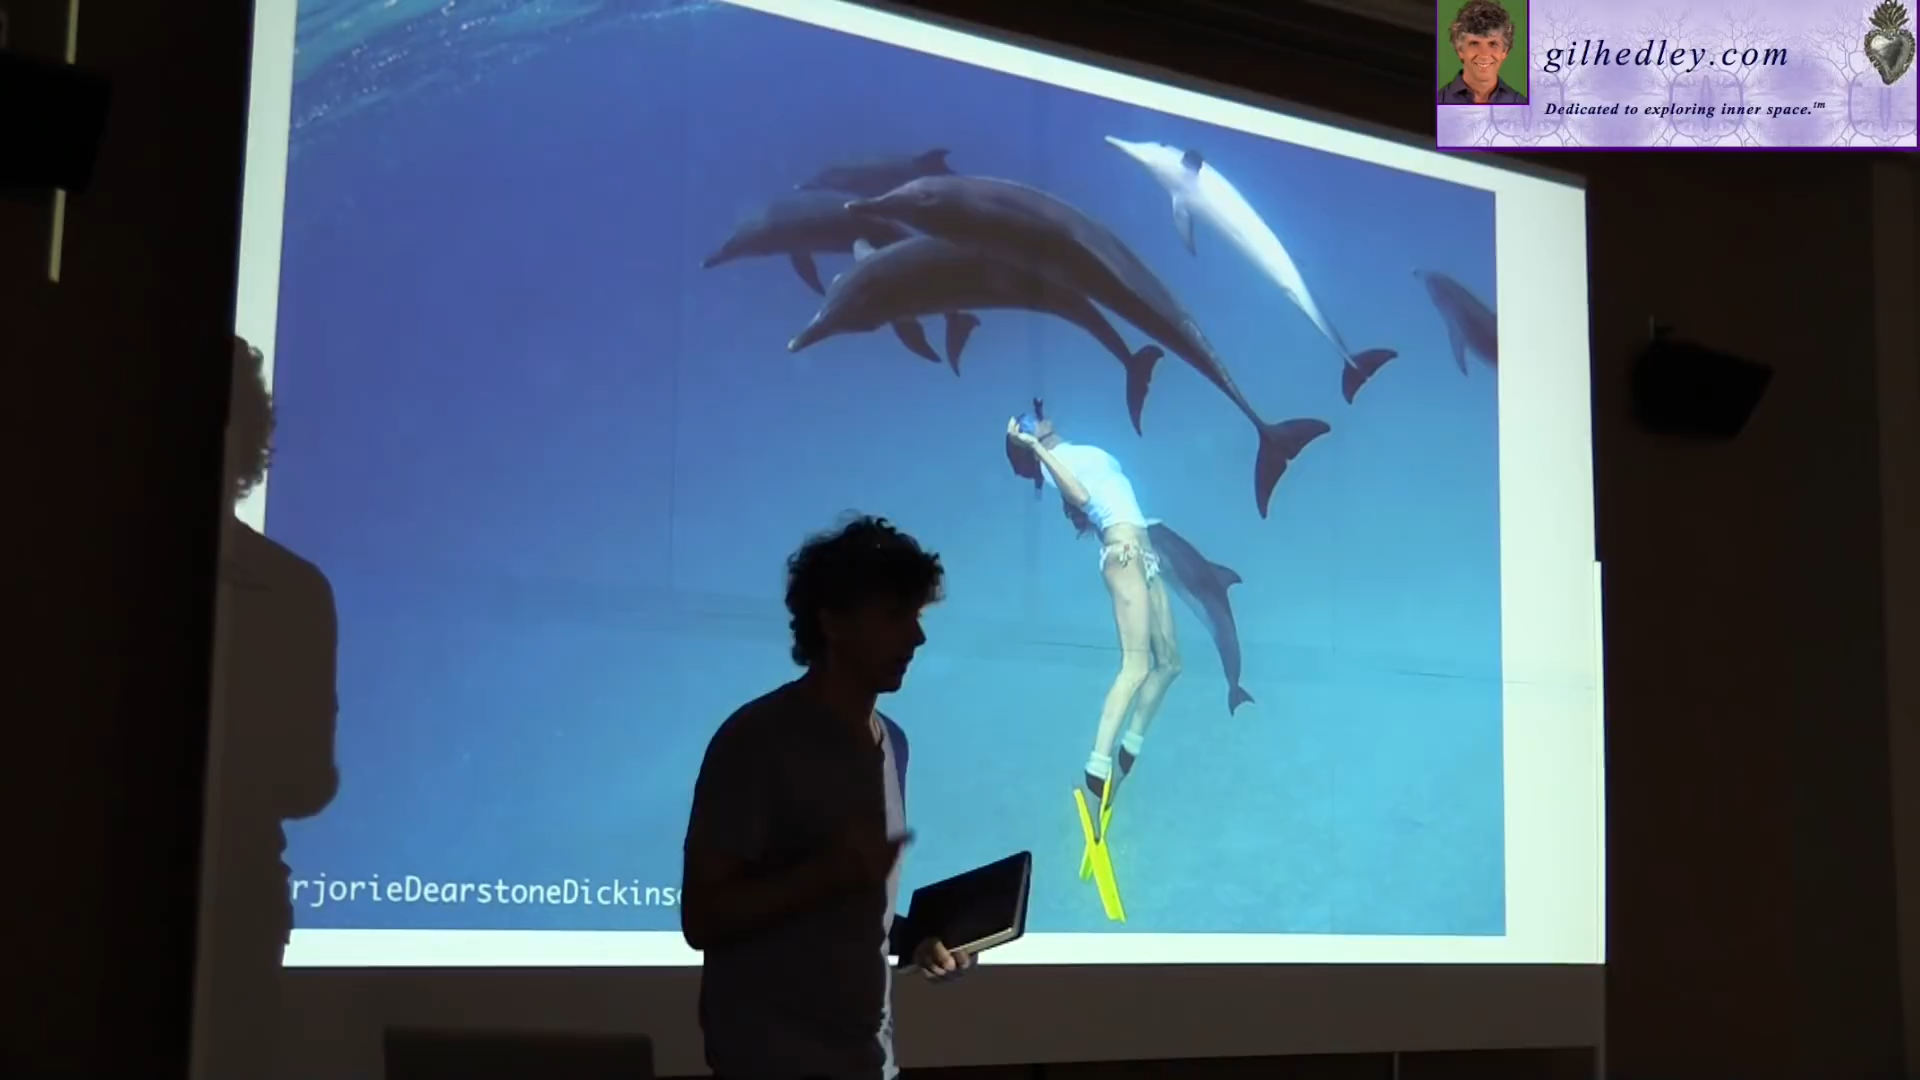 gilhedley.com
Dedicated to exploring inner space.tm
rjorieDearstoneDickins